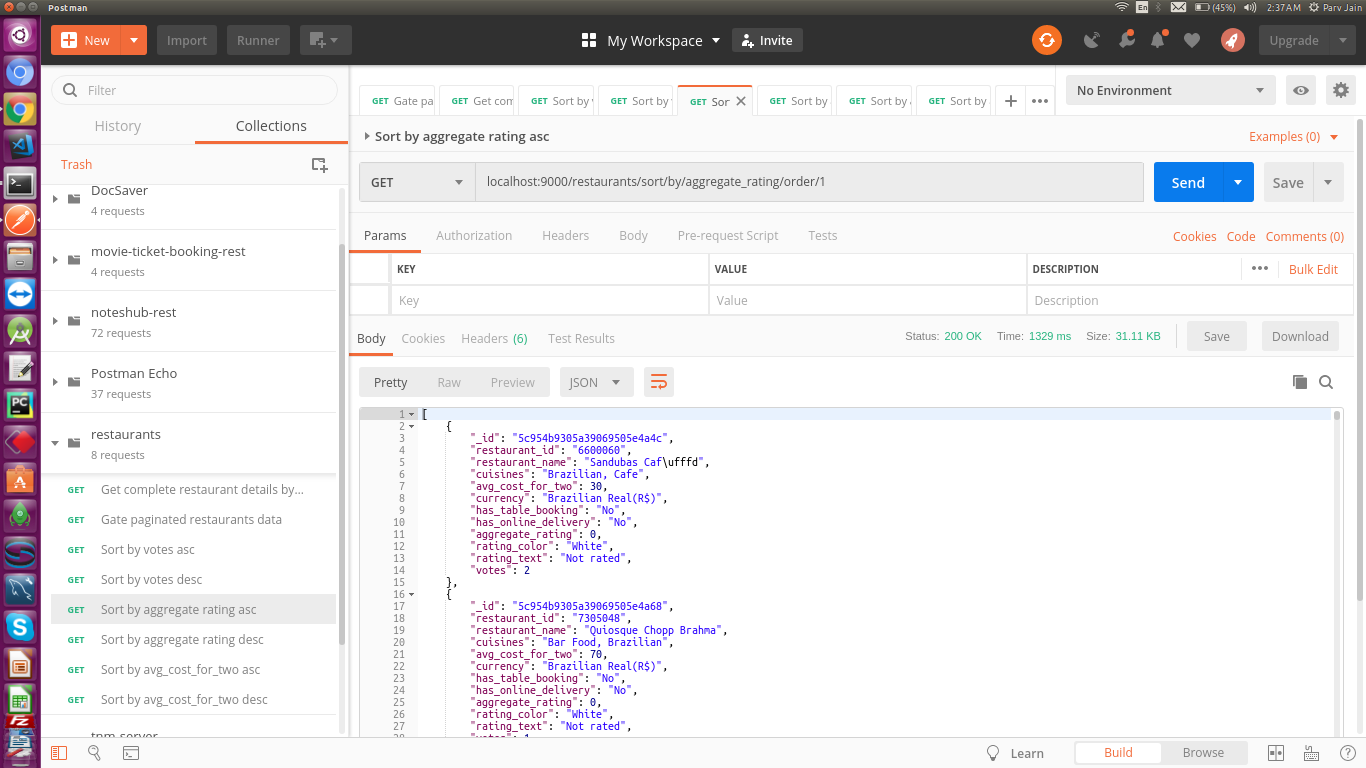 Postman
En
(45%)
2:37 AM
Parv Jain
New
Import
Runner
My Workspace
Invite
Upgrade
Filter
History
Collections
Trash
DocSaver
4 requests
movie-ticket-booking-rest
4 requests
noteshub-rest
72 requests
Postman Echo
37 requests
restaurants
8 requests
GET Get complete restaurant details by...
GET Gate paginated restaurants data
GET Sort by votes asc
GET Sort by votes desc
GET Sort by aggregate rating asc
GET Sort by aggregate rating desc
GET Sort by avg_cost_for_two asc
GET Sort by avg_cost_for_two desc
GET Gate pa
GET Get com
GET Sort by
GET Sort by
GET Sor
GET Sort by
GET Sort by
GET Sort by
No Environment
Sort by aggregate rating asc
Examples (0)
GET
localhost:9000/restaurants/sort/by/aggregate_rating/order/1
Send
Save
Params
Authorization
Headers
Body
Pre-request Script
Tests
Cookies
Code
Comments (0)
KEY
VALUE
DESCRIPTION
Bulk Edit
Key
Value
Description
Body
Cookies
Headers (6)
Test Results
Status: 200 OK
Time: 1329 ms
Size: 31.11 KB
Save
Download
Pretty
Raw
Preview
JSON
1 [
2 {
3 "_id": "5c954b9305a39069505e4a4c",
4 "restaurant_id": "6600060",
5 "restaurant_name": "Sandubas Caf\ufffd",
6 "cuisines": "Brazilian, Cafe",
7 "avg_cost_for_two": 30,
8 "currency": "Brazilian Real(R$)",
9 "has_table_booking": "No",
10 "has_online_delivery": "No",
11 "aggregate_rating": 0,
12 "rating_color": "White",
13 "rating_text": "Not rated",
14 "votes": 2
15 },
16 {
17 "_id": "5c954b9305a39069505e4a68",
18 "restaurant_id": "7305048",
19 "restaurant_name": "Quiosque Chopp Brahma",
20 "cuisines": "Bar Food, Brazilian",
21 "avg_cost_for_two": 70,
22 "currency": "Brazilian Real(R$)",
23 "has_table_booking": "No",
24 "has_online_delivery": "No",
25 "aggregate_rating": 0,
26 "rating_color": "White",
27 "rating_text": "Not rated",
Learn
Build
Browse